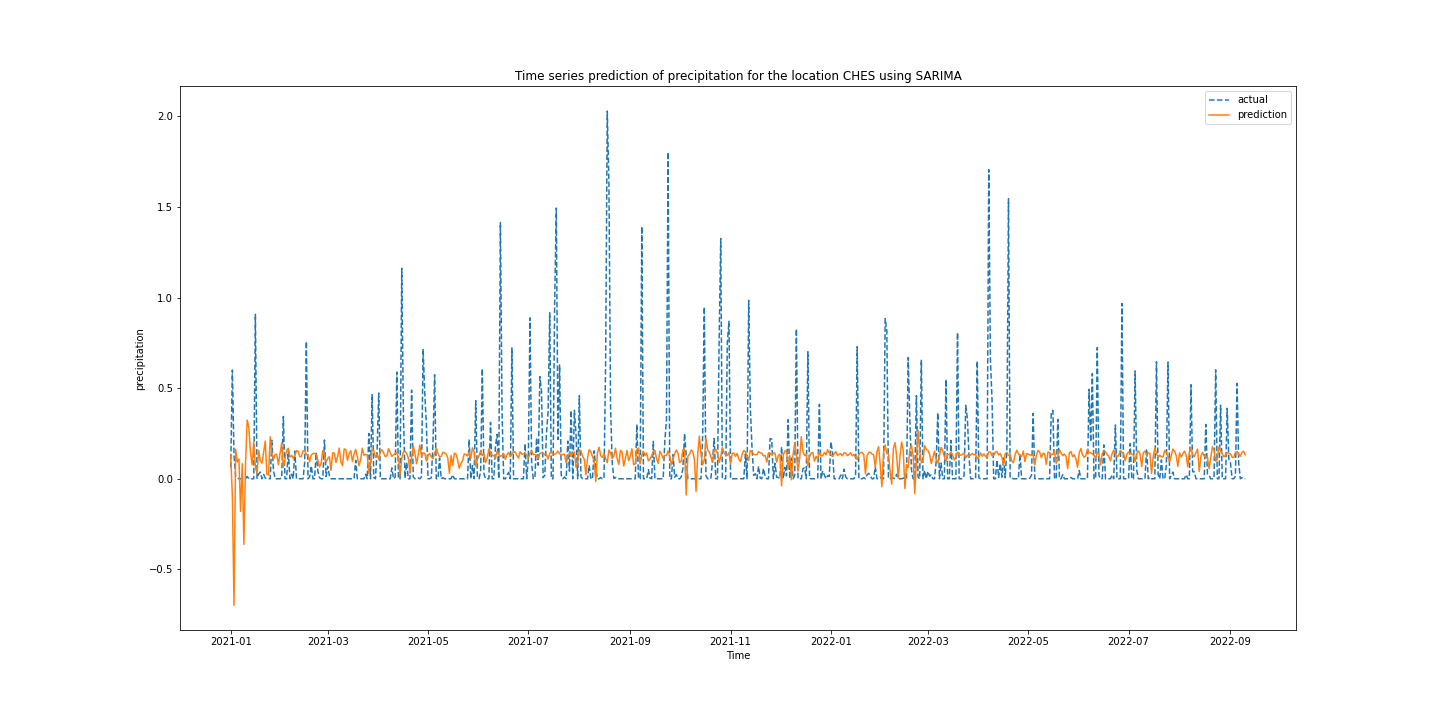 Time series prediction of precipitation for the location CHES using SARIMA
actual
prediction
2.0
1.5
1.0
0.5
0.0
−0.5
precipitation
2021-01 2021-03 2021-05 2021-07 2021-09 2021-11 2022-01 2022-03 2022-05 2022-07 2022-09
Time